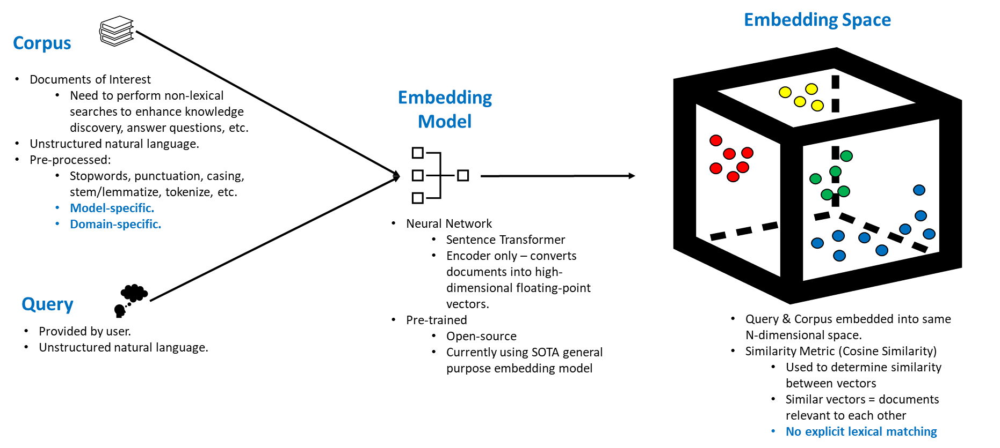 Corpus
• Documents of Interest
• Need to perform non-lexical
searches to enhance knowledge
discovery, answer questions, etc.
• Unstructured natural language.
• Pre-processed:
• Stopwords, punctuation, casing,
stem/lemmatize, tokenize, etc.
• Model-specific.
• Domain-specific.
Query
• Provided by user.
• Unstructured natural language.
Embedding
Model
• Neural Network
• Sentence Transformer
• Encoder only – converts
documents into high-
dimensional floating-point
vectors.
• Pre-trained
• Open-source
• Currently using SOTA general
purpose embedding model
Embedding Space
• Query & Corpus embedded into same
N-dimensional space.
• Similarity Metric (Cosine Similarity)
• Used to determine similarity
between vectors
• Similar vectors = documents
relevant to each other
• No explicit lexical matching